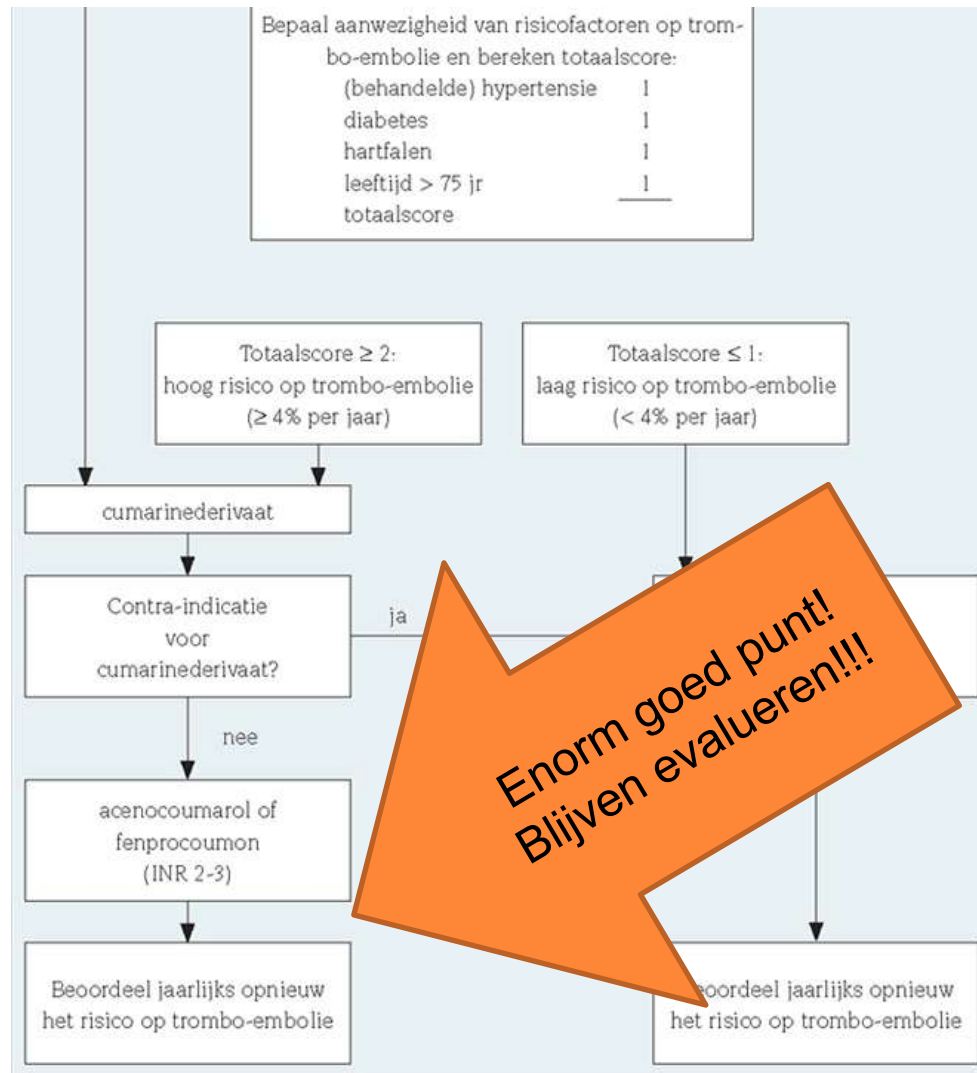 Bepaal aanwezigheid van risicofactoren op trom-
bo-embolie en bereken totaalscore:
(behandelde) hypertensie 1
diabetes 1
hartfalen 1
leeftijd > 75 jr 1
totaalscore
Totaalscore ≥ 2:
hoog risico op trombo-embolie
(≥ 4% per jaar)
Totaalscore ≤ 1:
laag risico op trombo-embolie
(< 4% per jaar)
cumarinederivaat
Contra-indicatie
voor
cumarinederivaat?
ja
nee
Enorm goed punt!
Blijven evalueren!!!
acenocoumarol of
fenprocoumon
(INR 2-3)
Beoordeel jaarlijks opnieuw
het risico op trombo-embolie
eoordeel jaarlijks opnieuw
het risico op trombo-embolie